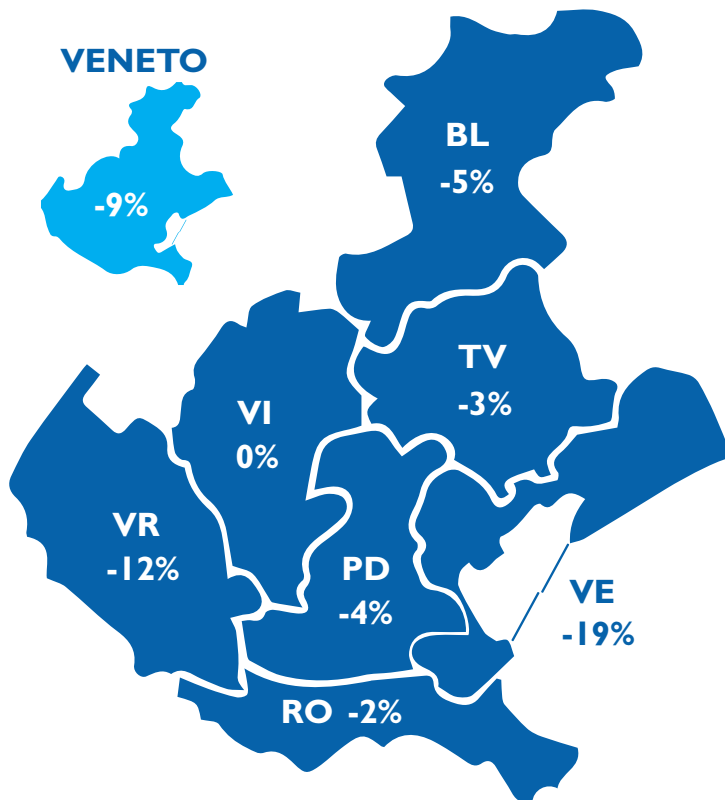 VENETO
-9%
BL
-5%
TV
-3%
VI
0%
VR
-12%
PD
-4%
VE
-19%
RO -2%